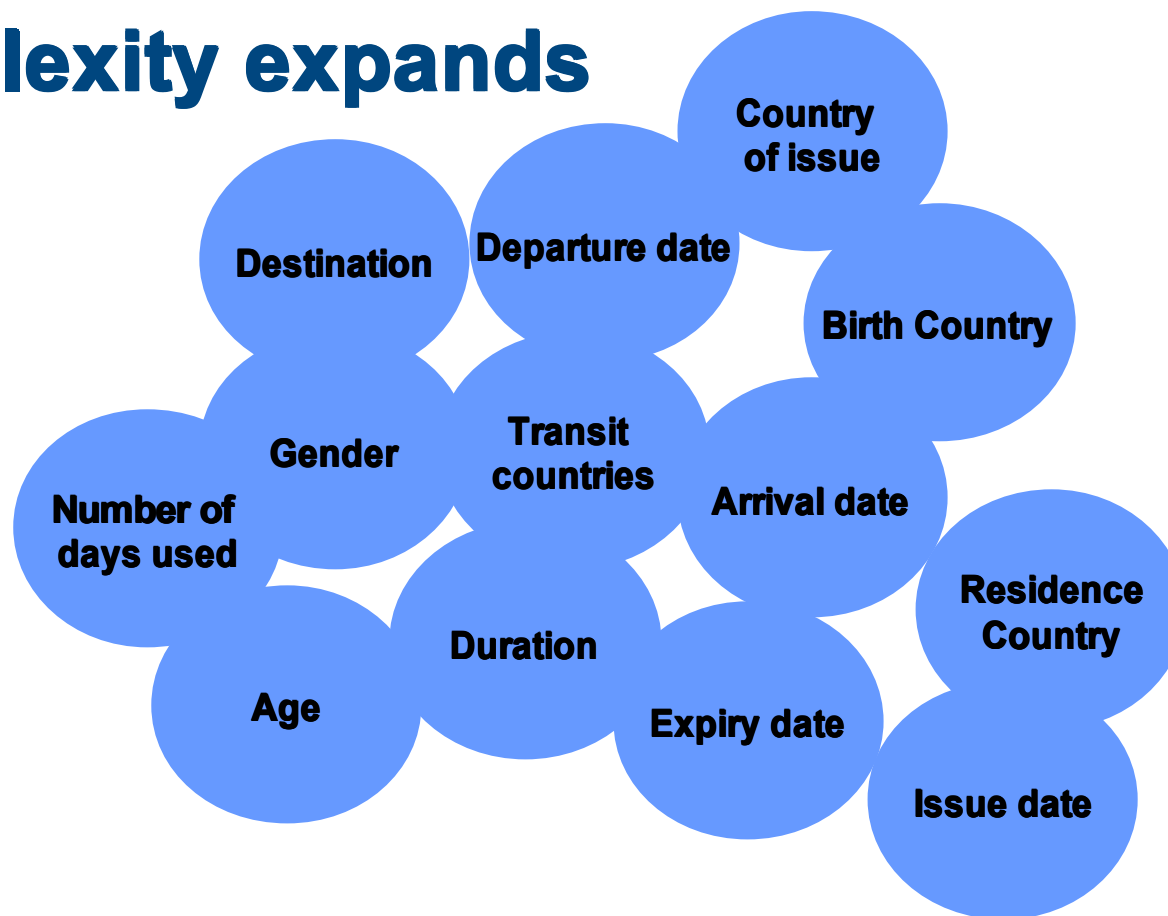 lexity expands
Country
of issue
Destination
Departure date
Birth Country
Gender
Transit
countries
Number of
days used
Arrival date
Residence
Country
Duration
Age
Expiry date
Issue date